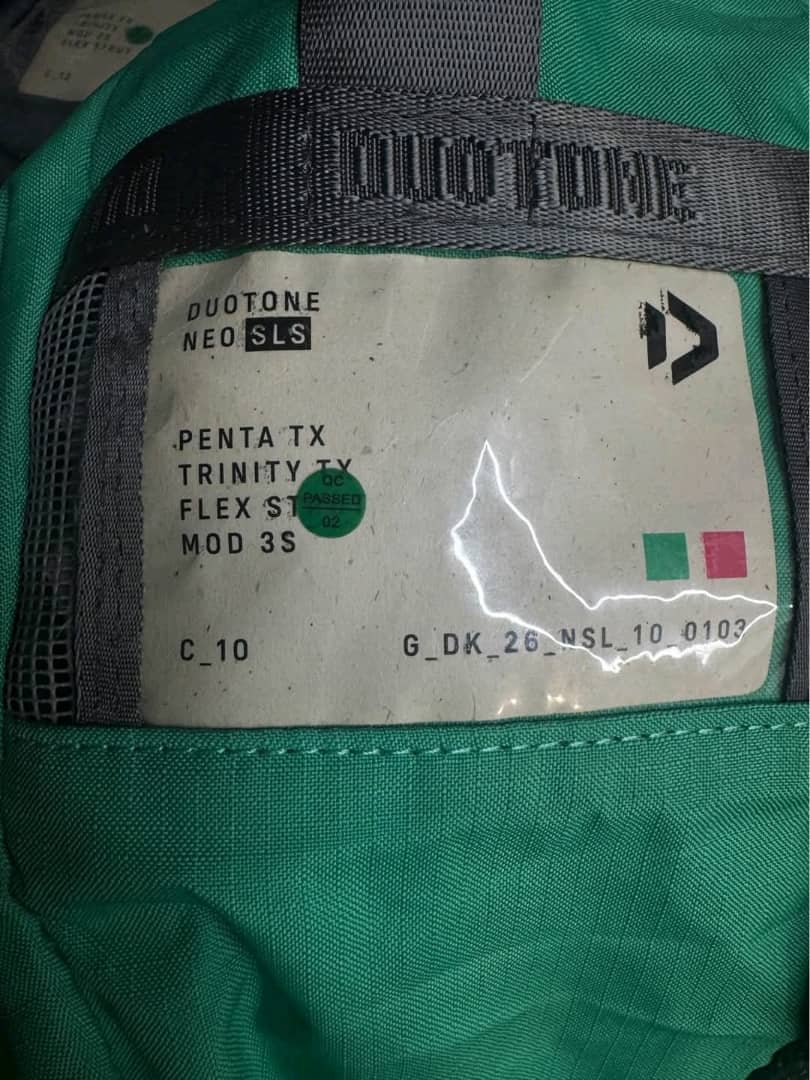 DUOTONE
DUOTONE
NEO SLS
PENTA TX
TRINITY TX
FLEX ST
QC
PASSED
02
MOD 3S
C_10
G_DK_26_NSL_10_0103